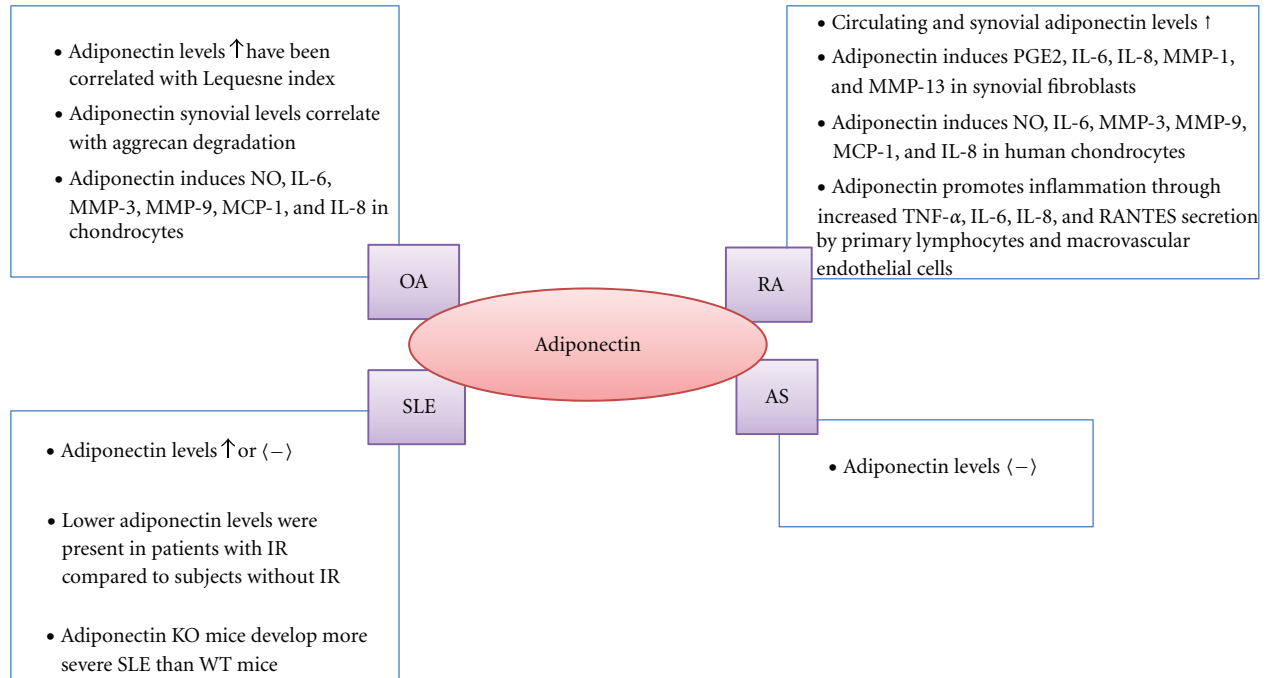 • Adiponectin levels ↑ have been
correlated with Lequesne index
• Adiponectin synovial levels correlate
with aggrecan degradation
• Adiponectin induces NO, IL-6,
MMP-3, MMP-9, MCP-1, and IL-8 in
chondrocytes
OA
• Circulating and synovial adiponectin levels ↑
• Adiponectin induces PGE2, IL-6, IL-8, MMP-1,
and MMP-13 in synovial fibroblasts
• Adiponectin induces NO, IL-6, MMP-3, MMP-9,
MCP-1, and IL-8 in human chondrocytes
• Adiponectin promotes inflammation through
increased TNF-α, IL-6, IL-8, and RANTES secretion
by primary lymphocytes and macrovascular
endothelial cells
RA
Adiponectin
SLE
• Adiponectin levels ↑ or ⟨−⟩
• Lower adiponectin levels were
present in patients with IR
compared to subjects without IR
• Adiponectin KO mice develop more
severe SLE than WT mice
AS
• Adiponectin levels ⟨−⟩